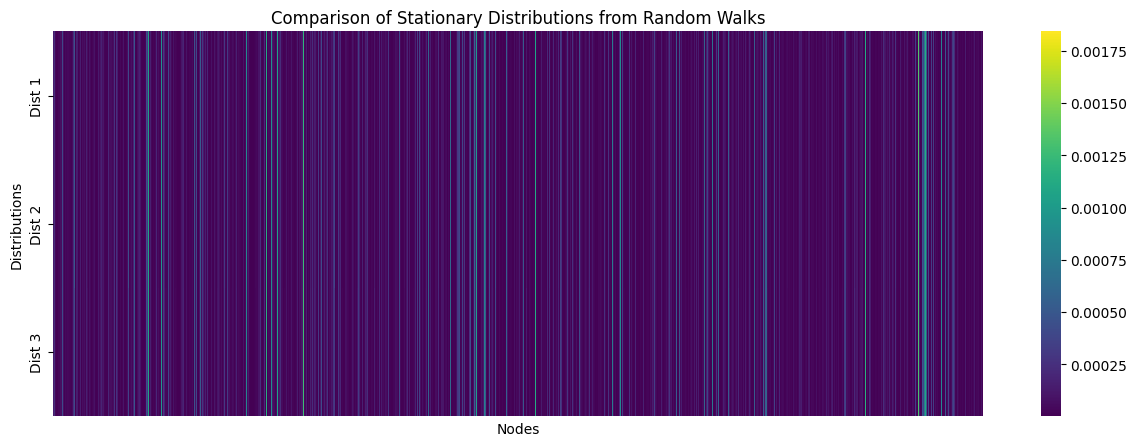 Comparison of Stationary Distributions from Random Walks
Distributions
Dist 1
Dist 2
Dist 3
Nodes
0.00175
0.00150
0.00125
0.00100
0.00075
0.00050
0.00025